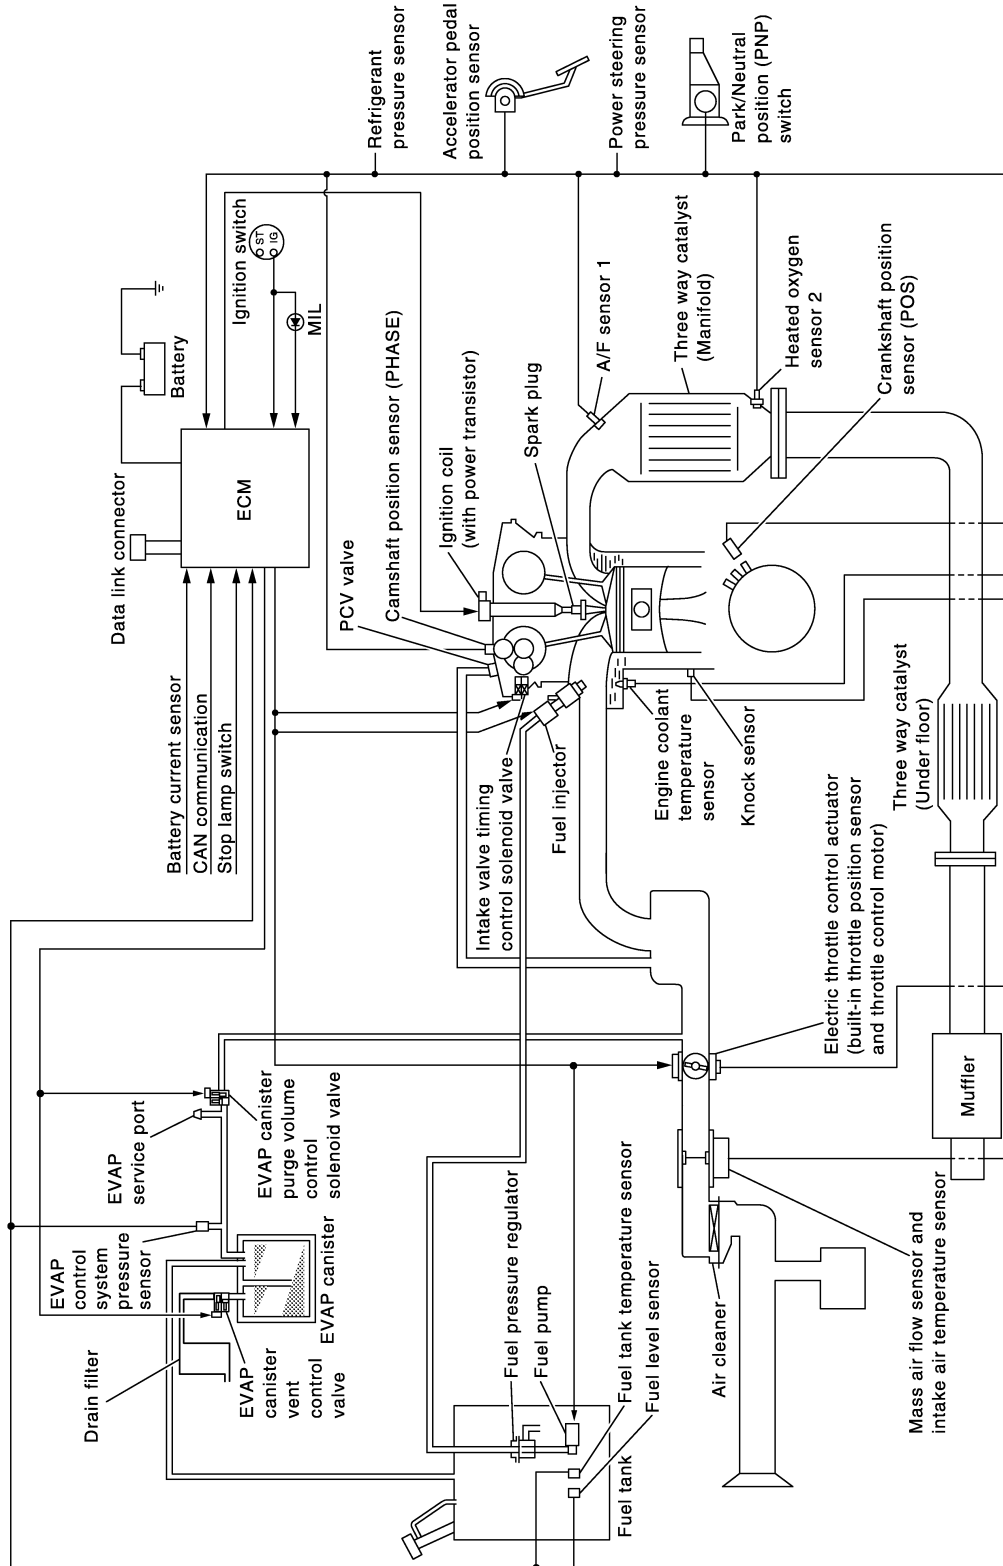 Refrigerant
pressure sensor
Accelerator pedal
position sensor
Power steering
pressure sensor
Park/Neutral
position (PNP)
switch
Ignition switch
ST
IG
MIL
Battery
Data link connector
ECM
Battery current sensor
CAN communication
Stop lamp switch
PCV valve
Camshaft position sensor (PHASE)
Ignition coil
(with power transistor)
Spark plug
A/F sensor 1
Three way catalyst
(Manifold)
Heated oxygen
sensor 2
Crankshaft position
sensor (POS)
Intake valve timing
control solenoid valve
Fuel injector
Engine coolant
temperature
sensor
Knock sensor
Three way catalyst
(Under floor)
Electric throttle control actuator
(built-in throttle position sensor
and throttle control motor)
Muffler
EVAP
service port
EVAP canister
purge volume
control
solenoid valve
EVAP
control
system
pressure
sensor
EVAP canister
Drain filter
EVAP
canister
vent
control
valve
Fuel pressure regulator
Fuel pump
Fuel tank temperature sensor
Fuel level sensor
Fuel tank
Air cleaner
Mass air flow sensor and
intake air temperature sensor